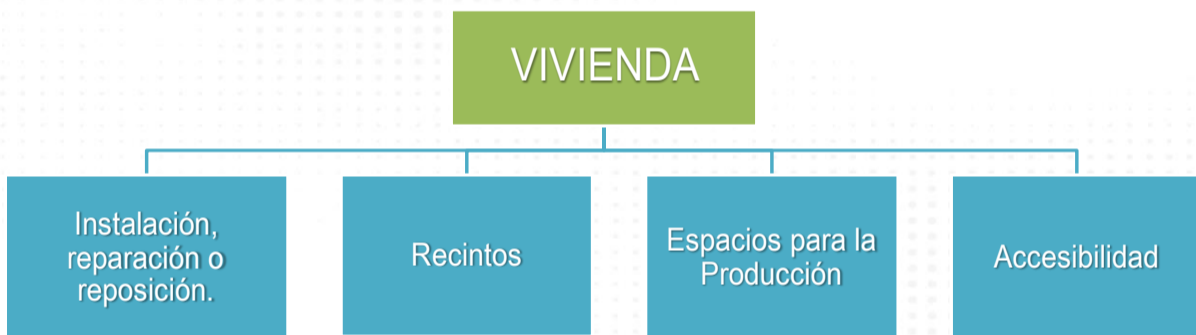 VIVIENDA
Instalación,
reparación o
reposición.
Recintos
Espacios para la
Producción
Accesibilidad